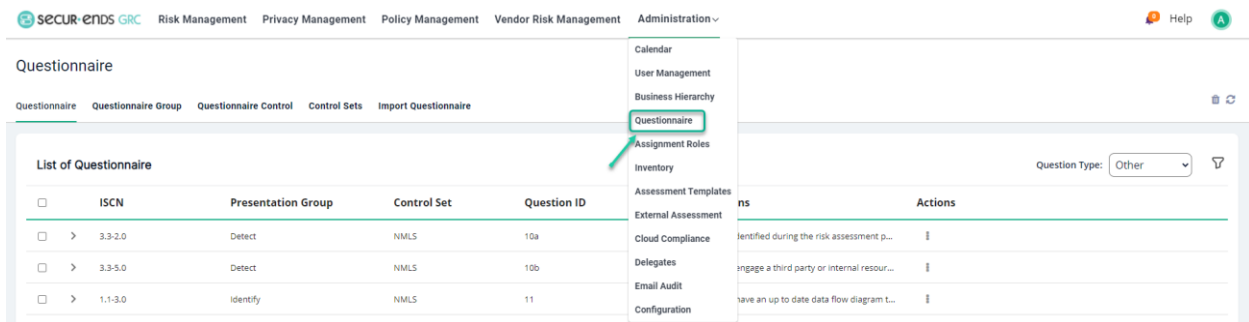 SECUR-ENDS GRC Risk Management Privacy Management Policy Management Vendor Risk Management Administration Help A
Calendar
Questionnaire
User Management
Business Hierarchy
Questionnaire Questionnaire Group Questionnaire Control Control Sets Import Questionnaire
Questionnaire
Assignment Roles
List of Questionnaire
Inventory
Question Type: Other
Assessment Templates
ISCN Presentation Group Control Set Question ID ns Actions
External Assessment
3.3-2.0 Detect NMLS 10a
Cloud Compliance
identified during the risk assessment p...
Delegates
3.3-5.0 Detect NMLS 10b engage a third party or internal resour...
Email Audit
1.1-3.0 Identify NMLS 11 have an up to date data flow diagram t...
Configuration